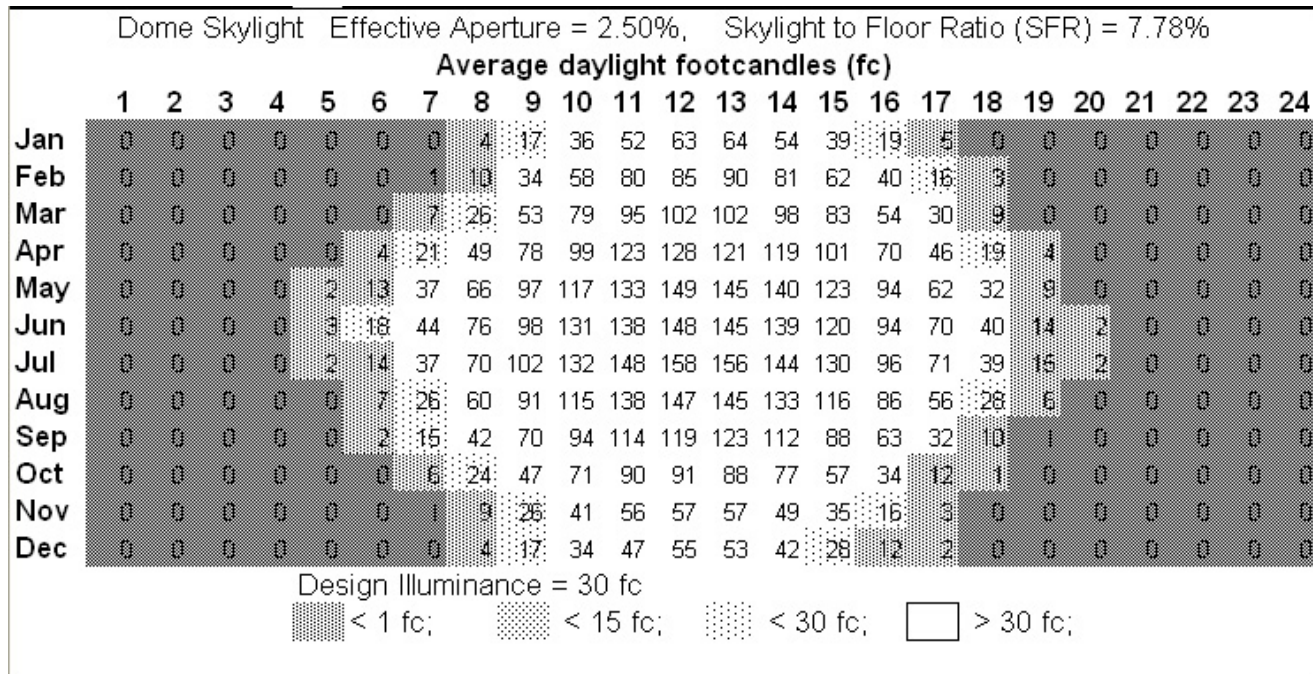 Dome Skylight Effective Aperture = 2.50%, Skylight to Floor Ratio (SFR) = 7.78%
Average daylight footcandles (fc)
1 2 3 4 5 6 7 8 9 10 11 12 13 14 15 16 17 18 19 20 21 22 23 24
Jan 0 0 0 0 0 0 0 4 17 36 52 63 64 54 39 19 5 0 0 0 0 0 0 0
Feb 0 0 0 0 0 0 1 10 34 58 80 85 90 81 62 40 16 3 0 0 0 0 0 0
Mar 0 0 0 0 0 0 7 26 53 79 95 102 102 98 83 54 30 9 0 0 0 0 0 0
Apr 0 0 0 0 0 4 21 49 78 99 123 128 121 119 101 70 46 19 4 0 0 0 0 0
May 0 0 0 0 2 13 37 66 97 117 133 149 145 140 123 94 62 32 9 0 0 0 0 0
Jun 0 0 0 0 3 18 44 76 98 131 138 148 145 139 120 94 70 40 14 2 0 0 0 0
Jul 0 0 0 0 2 14 37 70 102 132 148 158 156 144 130 96 71 39 15 2 0 0 0 0
Aug 0 0 0 0 0 7 26 60 91 115 138 147 145 133 116 86 56 28 6 0 0 0 0 0
Sep 0 0 0 0 0 2 15 42 70 94 114 119 123 112 88 63 32 10 1 0 0 0 0 0
Oct 0 0 0 0 0 0 6 24 47 71 90 91 88 77 57 34 12 1 0 0 0 0 0 0
Nov 0 0 0 0 0 0 1 9 26 41 56 57 57 49 35 16 3 0 0 0 0 0 0 0
Dec 0 0 0 0 0 0 0 4 17 34 47 55 53 42 28 12 2 0 0 0 0 0 0 0
Design Illuminance = 30 fc
< 1 fc; < 15 fc; < 30 fc; > 30 fc;